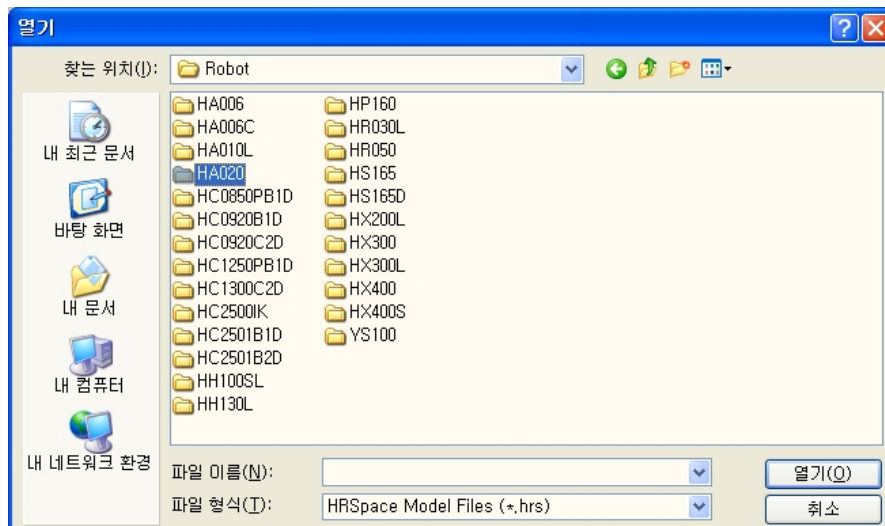 열기
찾는 위치(I):
Robot
내 최근 문서
바탕 화면
내 문서
내 컴퓨터
내 네트워크 환경
HA006
HA006C
HA010L
HA020
HC0850PB1D
HC0920B1D
HC0920C2D
HC1250PB1D
HC1300C2D
HC2500IK
HC2501B1D
HC2501B2D
HH100SL
HH130L
HP160
HR030L
HR050
HS165
HS165D
HX200L
HX300
HX300L
HX400
HX400S
YS100
파일 이름(N):
열기(O)
파일 형식(T):
HRSpace Model Files (*,hrs)
취소